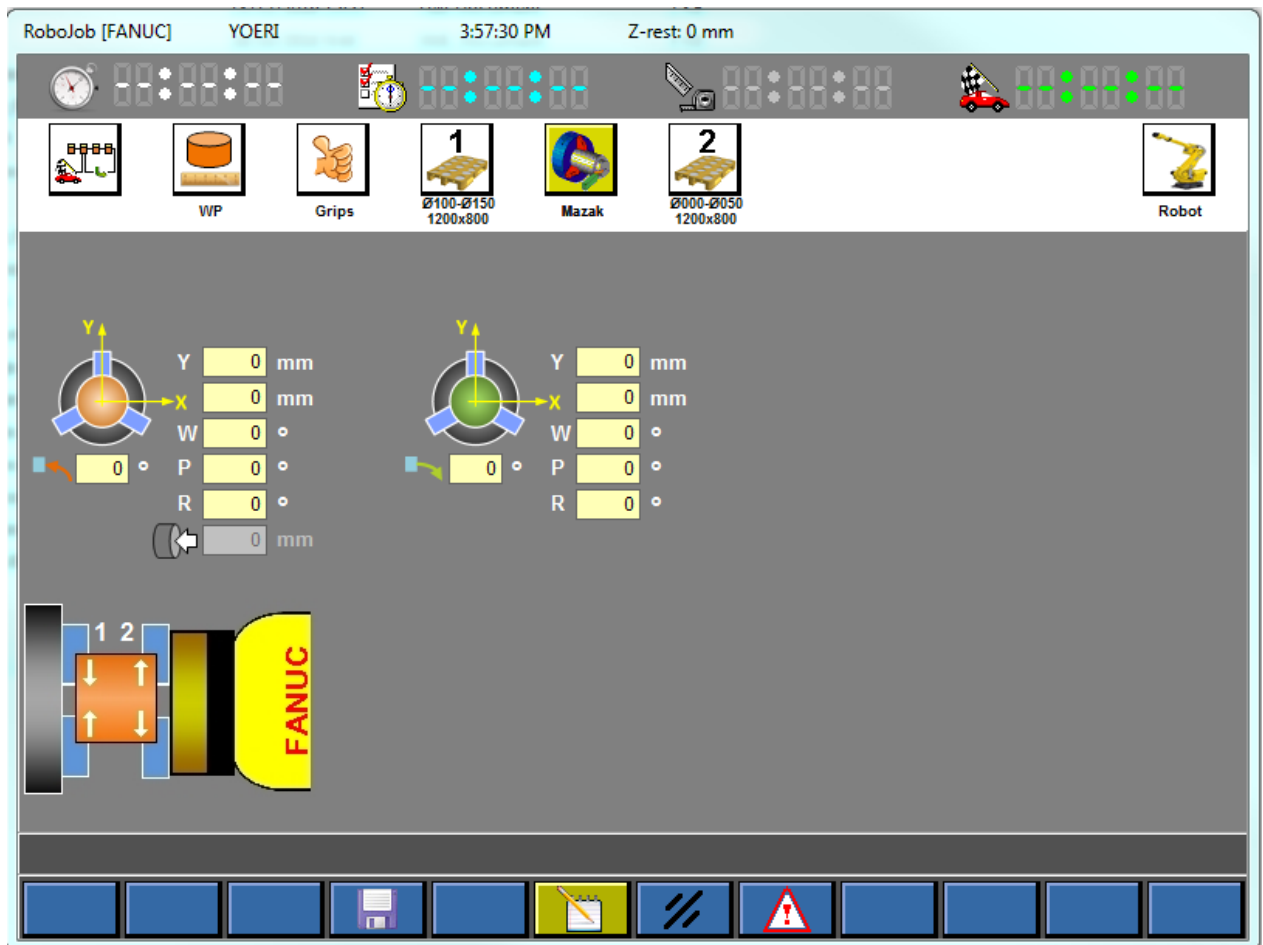 RoboJob [FANUC] YOERI 3:57:30 PM Z-rest: 0 mm
--:--:-- --:--:-- --:--:--
1 2
WP Grips Ø100-Ø150 Mazak Ø000-Ø050 Robot
1200x800 1200x800
Y Y
Y 0 mm Y 0 mm
X 0 mm X 0 mm
W 0 ° W 0 °
0 ° P 0 ° 0 ° P 0 °
R 0 ° R 0 °
0 mm
1 2
FANUC